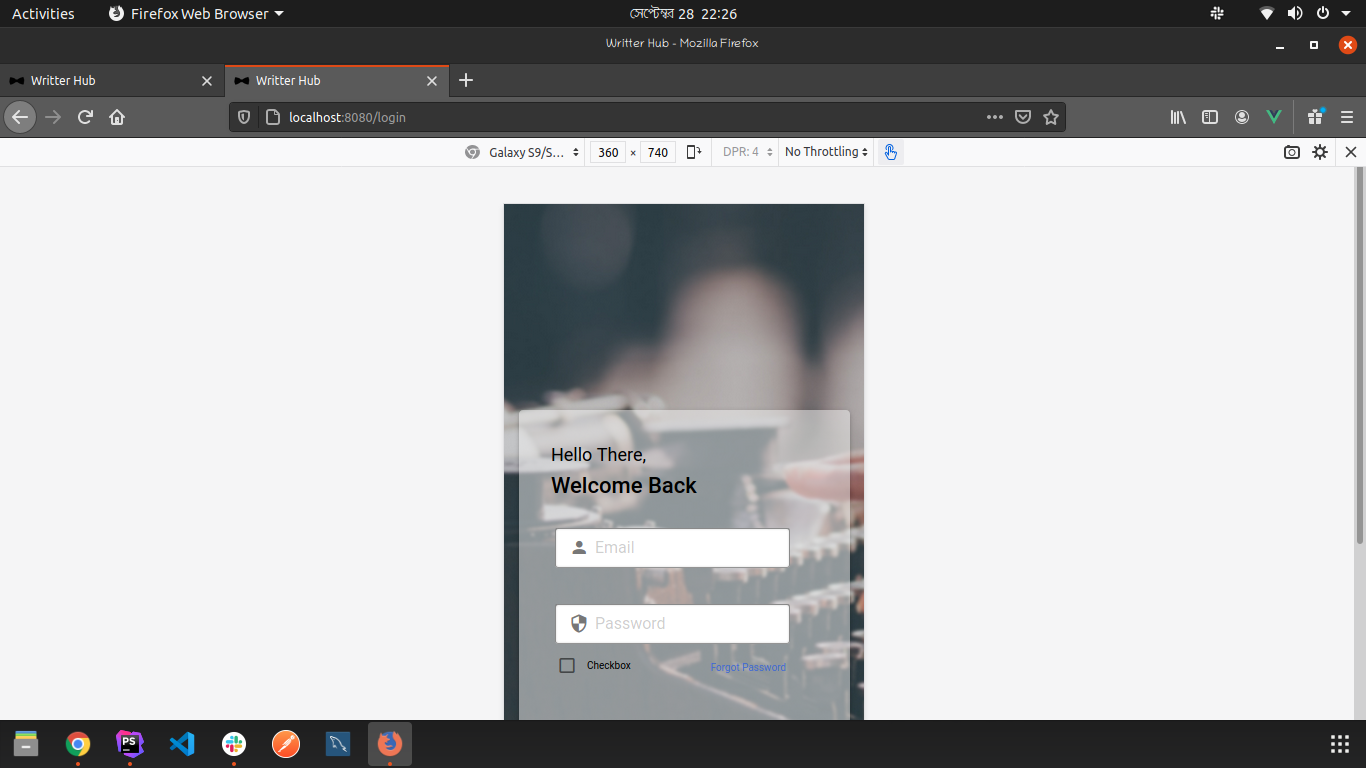 Activities
Firefox Web Browser
সেপ্টেম্বর 28 22:26
Writter Hub - Mozilla Firefox
Writter Hub
Writter Hub
localhost:8080/login
Galaxy S9/S...
360 × 740
DPR: 4
No Throttling
Hello There,
Welcome Back
Email
Password
Checkbox
Forgot Password
PS